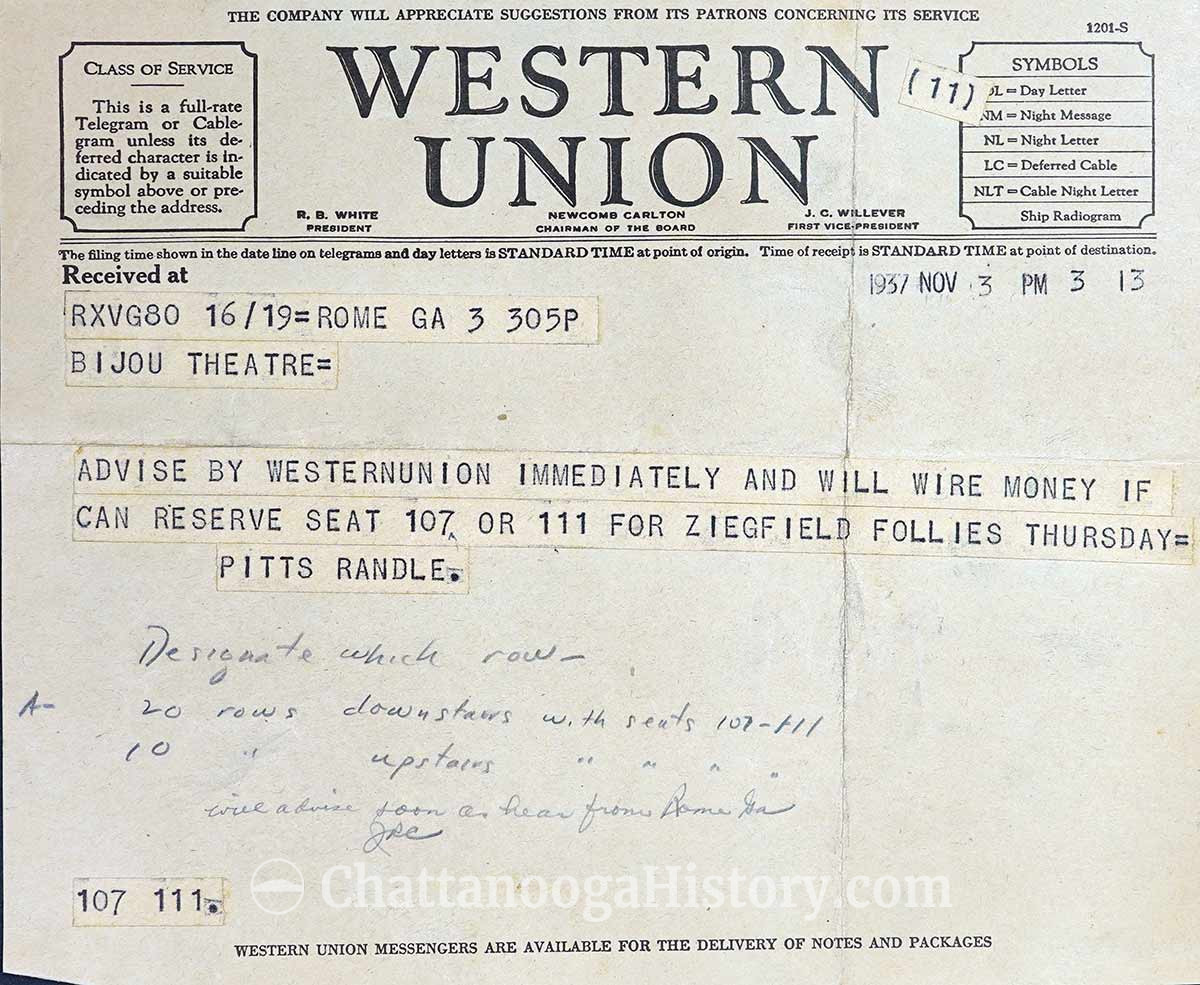 THE COMPANY WILL APPRECIATE SUGGESTIONS FROM ITS PATRONS CONCERNING ITS SERVICE
1201-S
CLASS OF SERVICE
This is a full-rate
Telegram or Cable-
gram unless its de-
ferred character is in-
dicated by a suitable
symbol above or pre-
ceding the address.
WESTERN
UNION
(11)
R. B. WHITE
PRESIDENT
NEWCOMB CARLTON
CHAIRMAN OF THE BOARD
J. C. WILLEVER
FIRST VICE-PRESIDENT
SYMBOLS
DL = Day Letter
NM = Night Message
NL = Night Letter
LC = Deferred Cable
NLT = Cable Night Letter
Ship Radiogram
The filing time shown in the date line on telegrams and day letters is STANDARD TIME at point of origin. Time of receipt is STANDARD TIME at point of destination.
Received at
1937 NOV 3 PM 3 13
RXVG80 16/19=ROME GA 3 305P
BIJOU THEATRE=
ADVISE BY WESTERNUNION IMMEDIATELY AND WILL WIRE MONEY IF
CAN RESERVE SEAT 107 OR 111 FOR ZIEGFIELD FOLLIES THURSDAY=
PITTS RANDLE.
Designate which row-
A- 20 rows downstairs with seats 107-111
10 " upstairs " " " "
will advise soon as hear from Rome Ga
JRC
107 111.
ChattanoogaHistory.com
WESTERN UNION MESSENGERS ARE AVAILABLE FOR THE DELIVERY OF NOTES AND PACKAGES